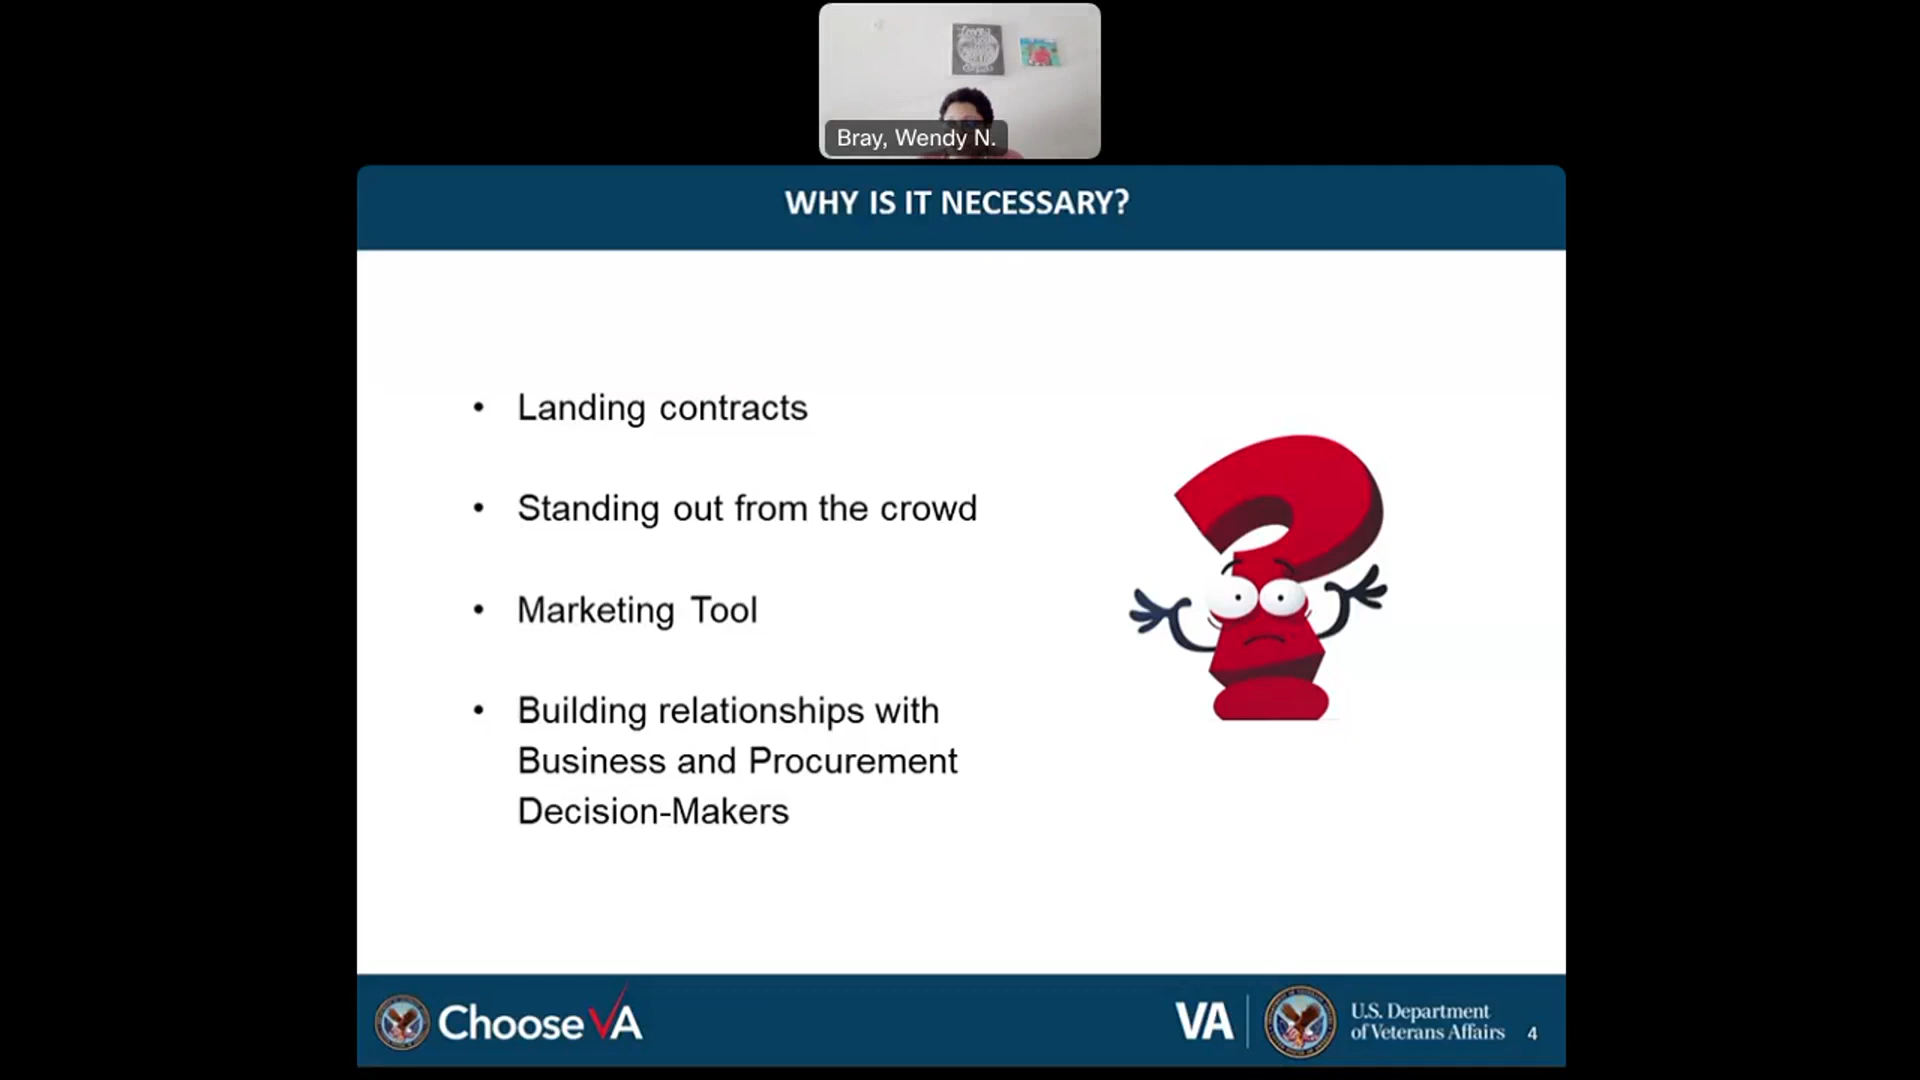 Bray, Wendy N.
WHY IS IT NECESSARY?
• Landing contracts
• Standing out from the crowd
• Marketing Tool
• Building relationships with
Business and Procurement
Decision-Makers
Choose VA
VA
U.S. Department
of Veterans Affairs
4